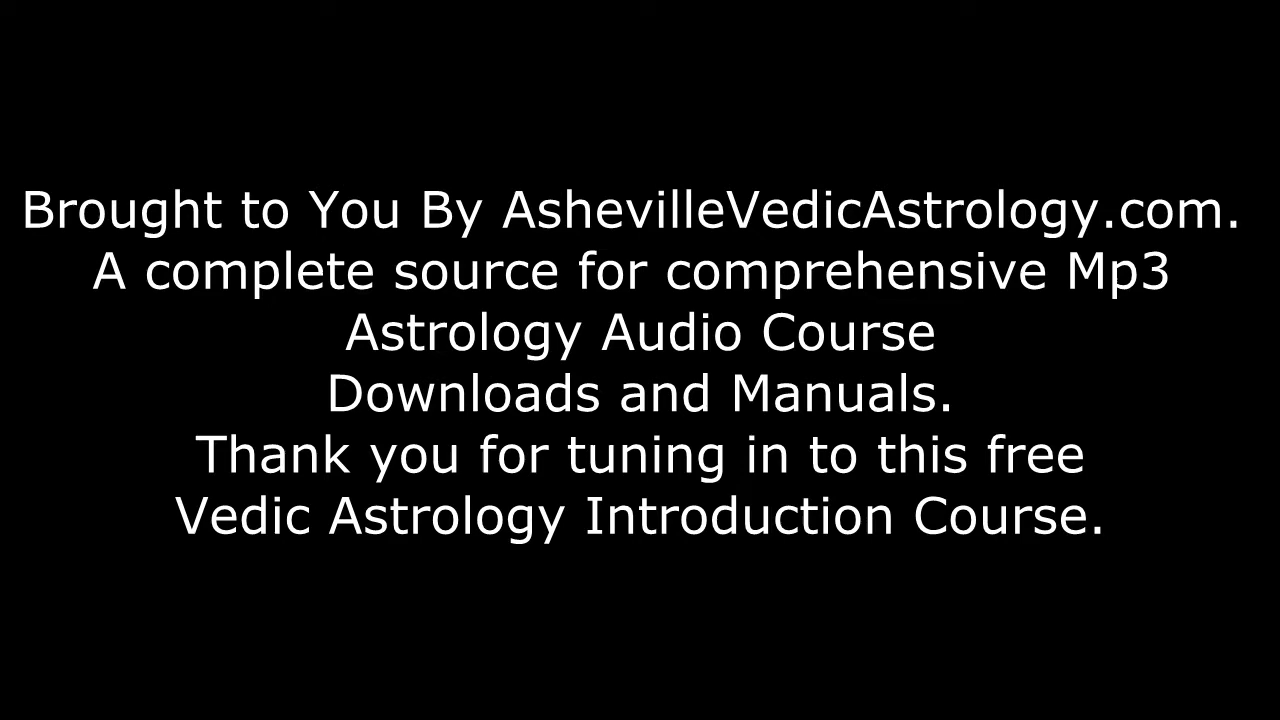 Brought to You By AshevilleVedicAstrology.com.
A complete source for comprehensive Mp3
Astrology Audio Course
Downloads and Manuals.
Thank you for tuning in to this free
Vedic Astrology Introduction Course.